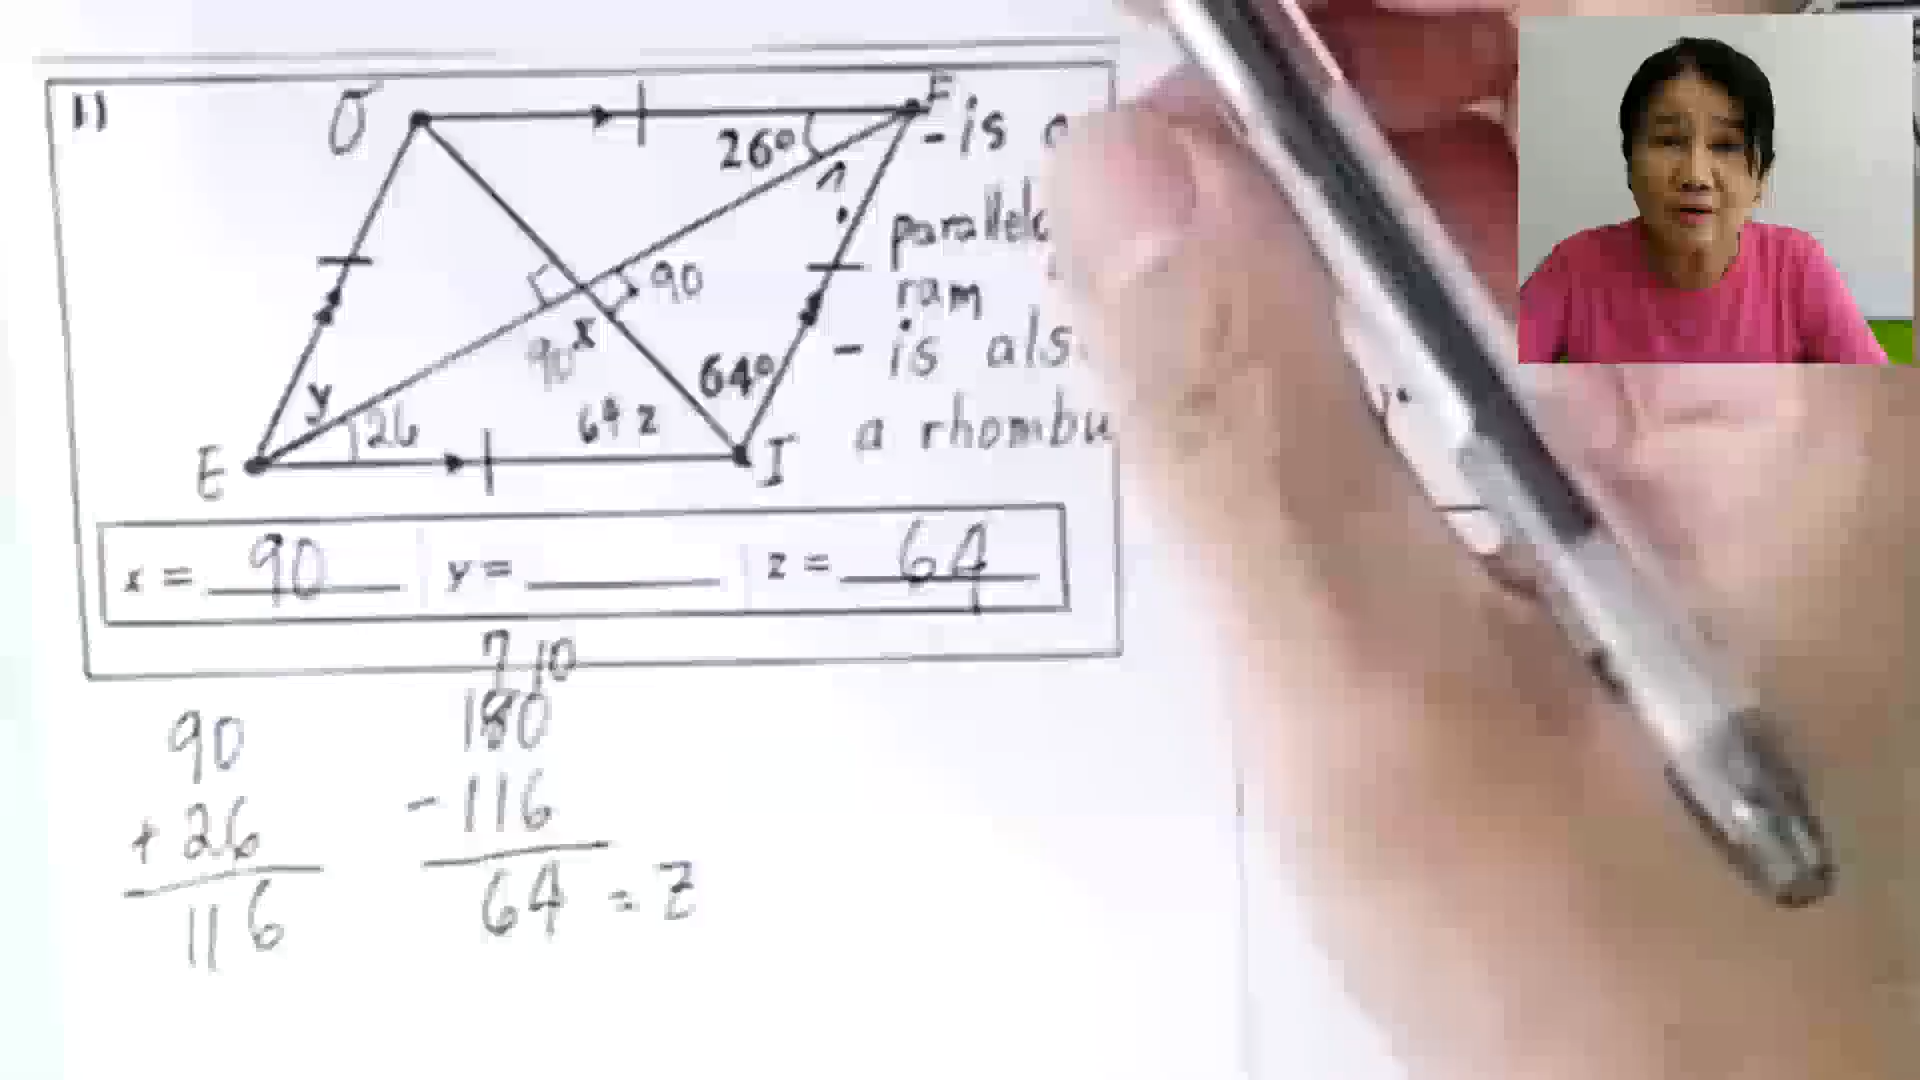 1)
O
F
26°
1
- is a
parallelo
ram
90
x
90
64°
- is als
y
26
64 z
a rhombu
E
I
x = 90 y = z = 64
7 10
90
180
+ 26
- 116
116
64 = z